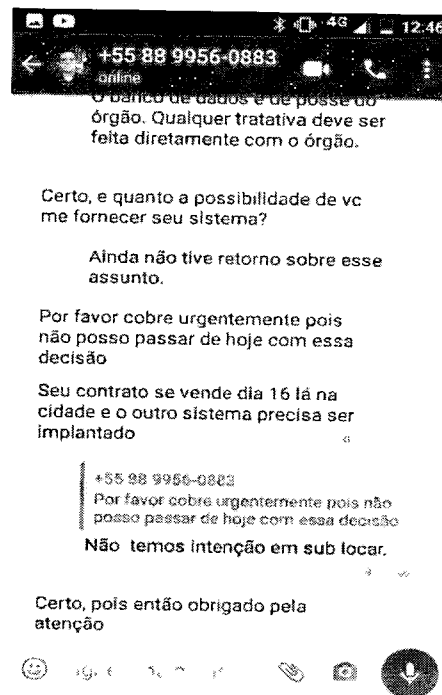 4G 12.46
+55 88 9956-0883
online
O banco de dados é de posse do
órgão. Qualquer tratativa deve ser
feita diretamente com o órgão.
Certo, e quanto a possibilidade de vc
me fornecer seu sistema?
Ainda não tive retorno sobre esse
assunto.
Por favor cobre urgentemente pois
não posso passar de hoje com essa
decisão
Seu contrato se vende dia 16 lá na
cidade e o outro sistema precisa ser
implantado
+55 88 9956-0883
Por favor cobre urgentemente pois não
posso passar de hoje com essa decisão
Não temos intenção em sub locar.
Certo, pois então obrigado pela
atenção